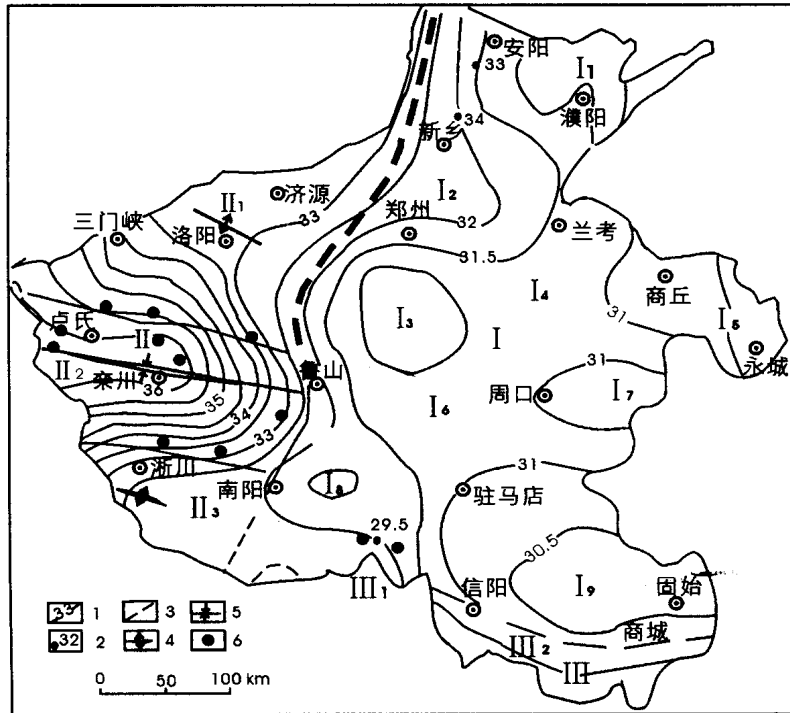 安阳
33
I₁
濮阳
34
新乡
I₂
济源
II₁
33
三门峡
洛阳
郑州
32
兰考
31.5
商丘
I₄
I₃
31
I₅
永城
卢氏
II
I
II₂
栾川
36
山
31
周口
I₇
35
I₆
34
33
淅川
31
南阳
I₈
驻马店
II₃
29.5
30.5
III₁
信阳
I₉
固始
商城
III₂
III
33 1
3
5
32 2
4
6
0 50 100 km